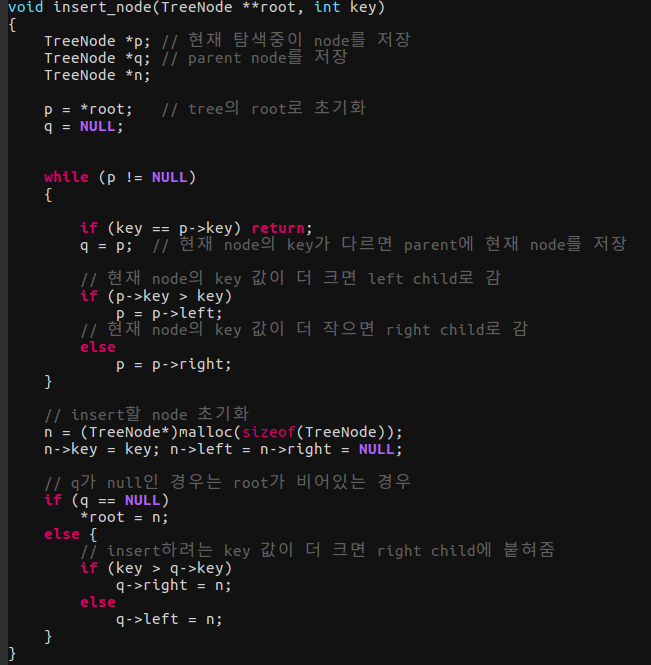 void insert_node(TreeNode **root, int key)
{
    TreeNode *p; // 현재 탐색중이 node를 저장
    TreeNode *q; // parent node를 저장
    TreeNode *n;
    p = *root;   // tree의 root로 초기화
    q = NULL;
    while (p != NULL)
    {
        if (key == p->key) return;
        q = p;  // 현재 node의 key가 다르면 parent에 현재 node를 저장
        // 현재 node의 key 값이 더 크면 left child로 감
        if (p->key > key)
            p = p->left;
        // 현재 node의 key 값이 더 작으면 right child로 감
        else
            p = p->right;
    }
    // insert할 node 초기화
    n = (TreeNode*)malloc(sizeof(TreeNode));
    n->key = key; n->left = n->right = NULL;
    // q가 null인 경우는 root가 비어있는 경우
    if (q == NULL)
        *root = n;
    else {
        // insert하려는 key 값이 더 크면 right child에 붙혀줌
        if (key > q->key)
            q->right = n;
        else
            q->left = n;
    }
}